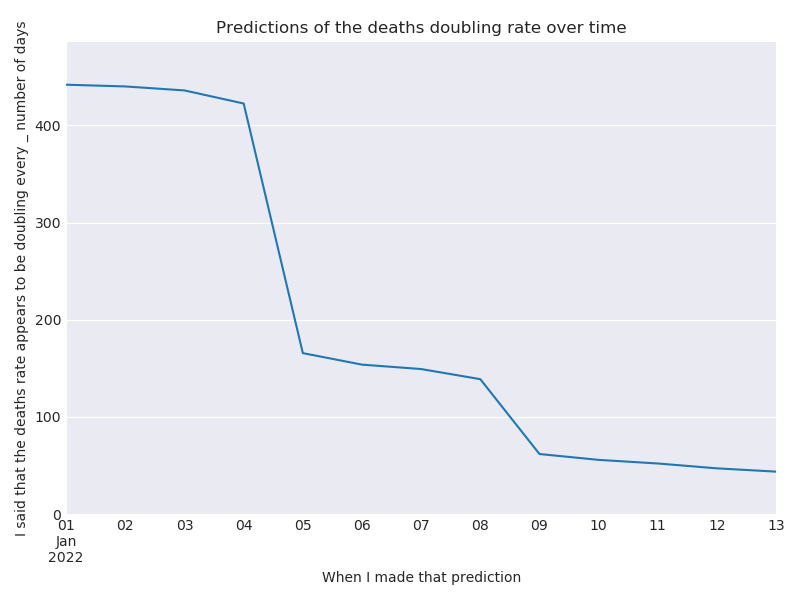 Predictions of the deaths doubling rate over time
I said that the deaths rate appears to be doubling every _ number of days
400
300
200
100
0
01 02 03 04 05 06 07 08 09 10 11 12 13
Jan
2022
When I made that prediction